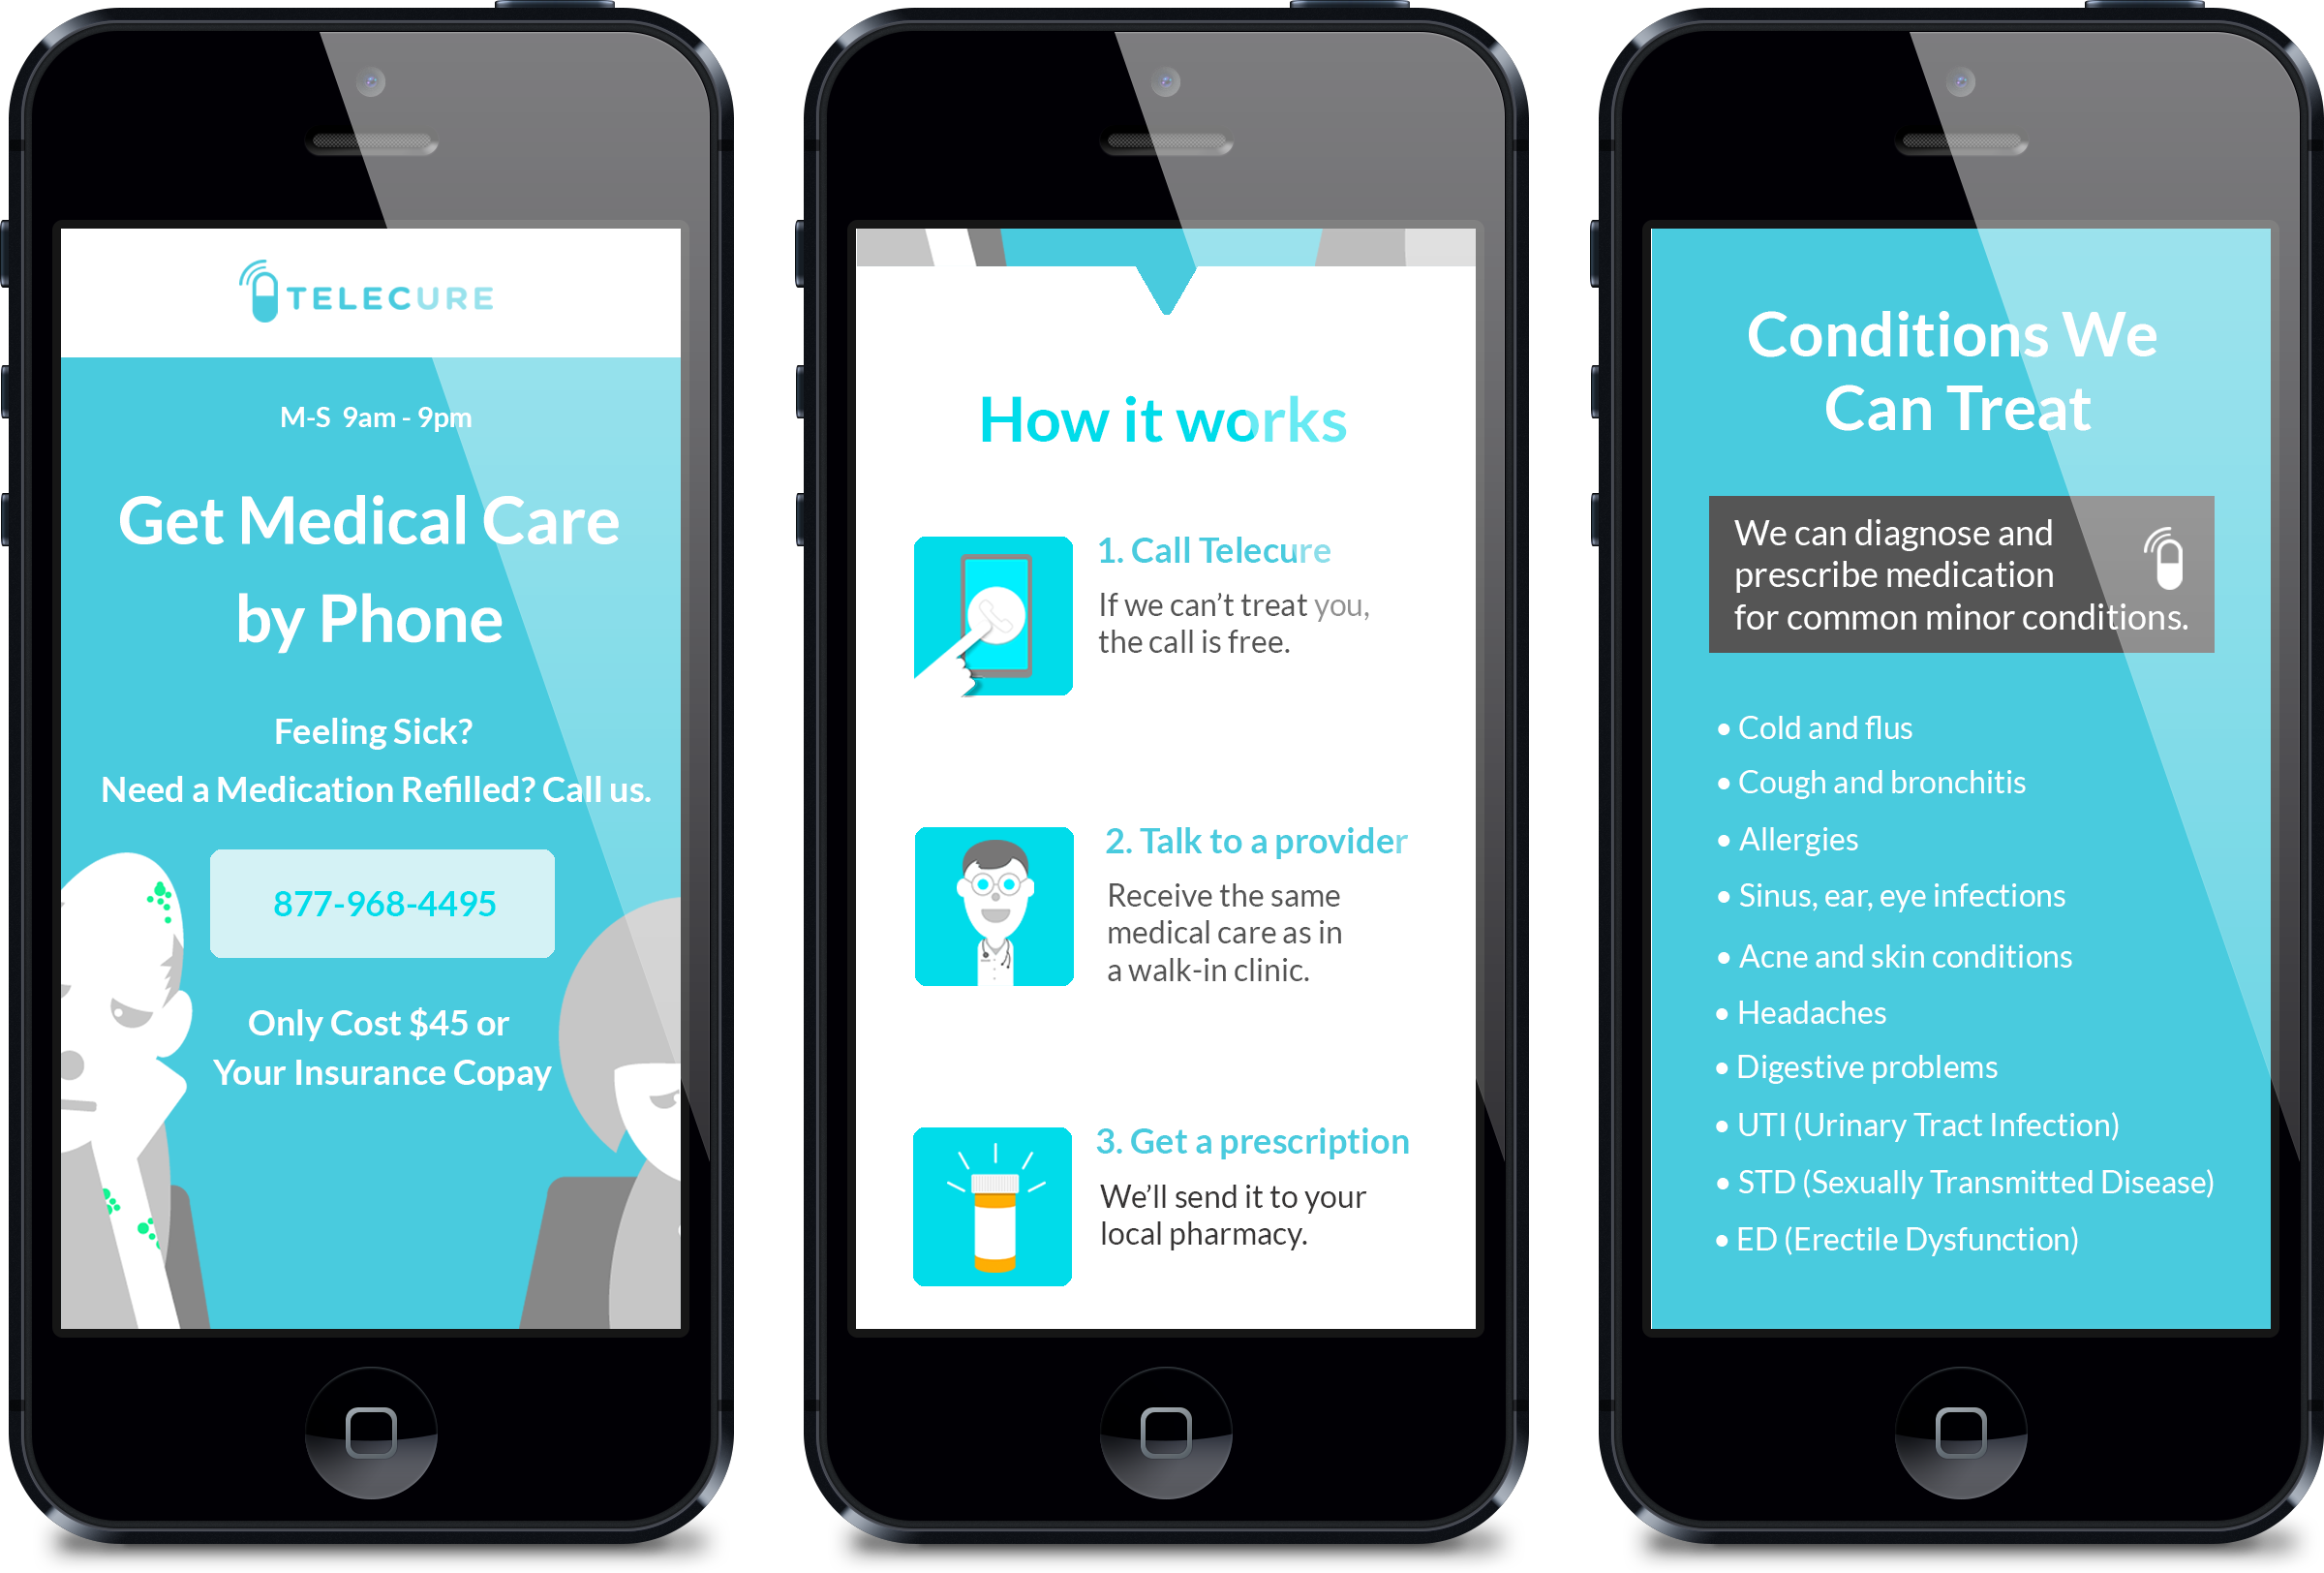 TELECURE
M-S 9am - 9pm
Get Medical Care
by Phone
Feeling Sick?
Need a Medication Refilled? Call us.
877-968-4495
Only Cost $45 or
Your Insurance Copay
How it works
1. Call Telecure
If we can’t treat you,
the call is free.
2. Talk to a provider
Receive the same
medical care as in
a walk-in clinic.
3. Get a prescription
We’ll send it to your
local pharmacy.
Conditions We
Can Treat
We can diagnose and
prescribe medication
for common minor conditions.
• Cold and flus
• Cough and bronchitis
• Allergies
• Sinus, ear, eye infections
• Acne and skin conditions
• Headaches
• Digestive problems
• UTI (Urinary Tract Infection)
• STD (Sexually Transmitted Disease)
• ED (Erectile Dysfunction)